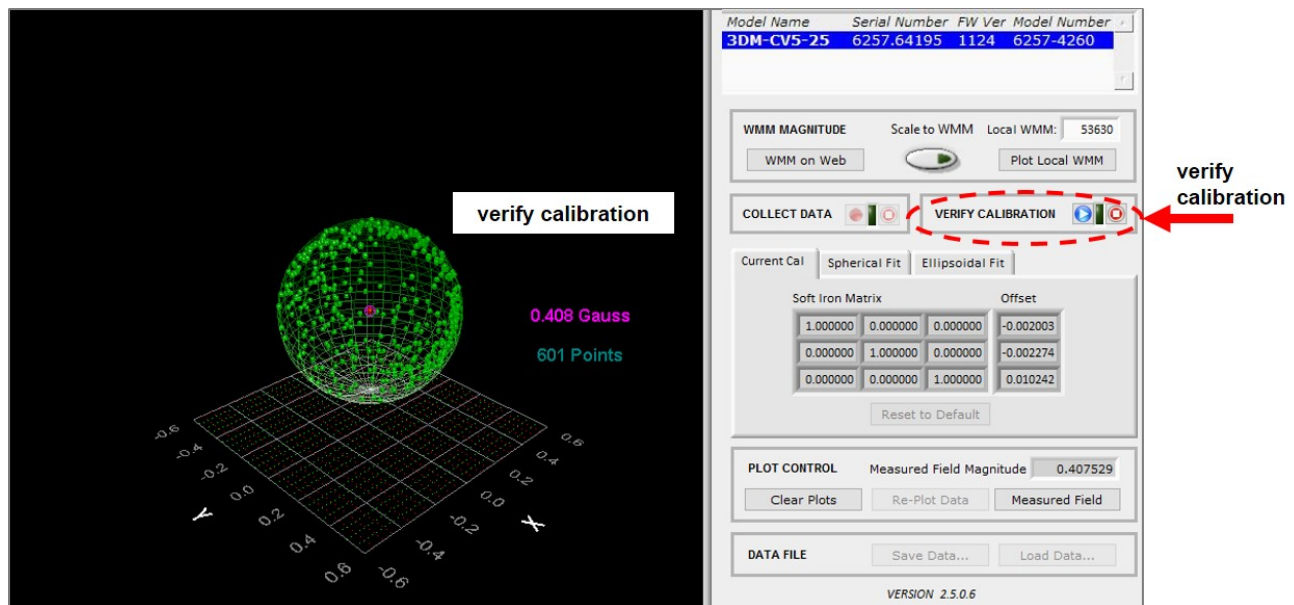 Model Name Serial Number FW Ver Model Number
3DM-CV5-25 6257.64195 1124 6257-4260
WMM MAGNITUDE Scale to WMM Local WMM: 53630
WMM on Web Plot Local WMM
verify
calibration
COLLECT DATA VERIFY CALIBRATION
verify calibration
Current Cal Spherical Fit Ellipsoidal Fit
Soft Iron Matrix Offset
1.000000 0.000000 0.000000 -0.002003
0.000000 1.000000 0.000000 -0.002274
0.000000 0.000000 1.000000 0.010242
Reset to Default
0.408 Gauss
601 Points
-0.6
-0.4
-0.2
0.0
0.2
0.4
0.6
Y
0.6
0.4
0.2
0.0
-0.2
-0.4
-0.6
X
PLOT CONTROL Measured Field Magnitude 0.407529
Clear Plots Re-Plot Data Measured Field
DATA FILE Save Data... Load Data...
VERSION 2.5.0.6